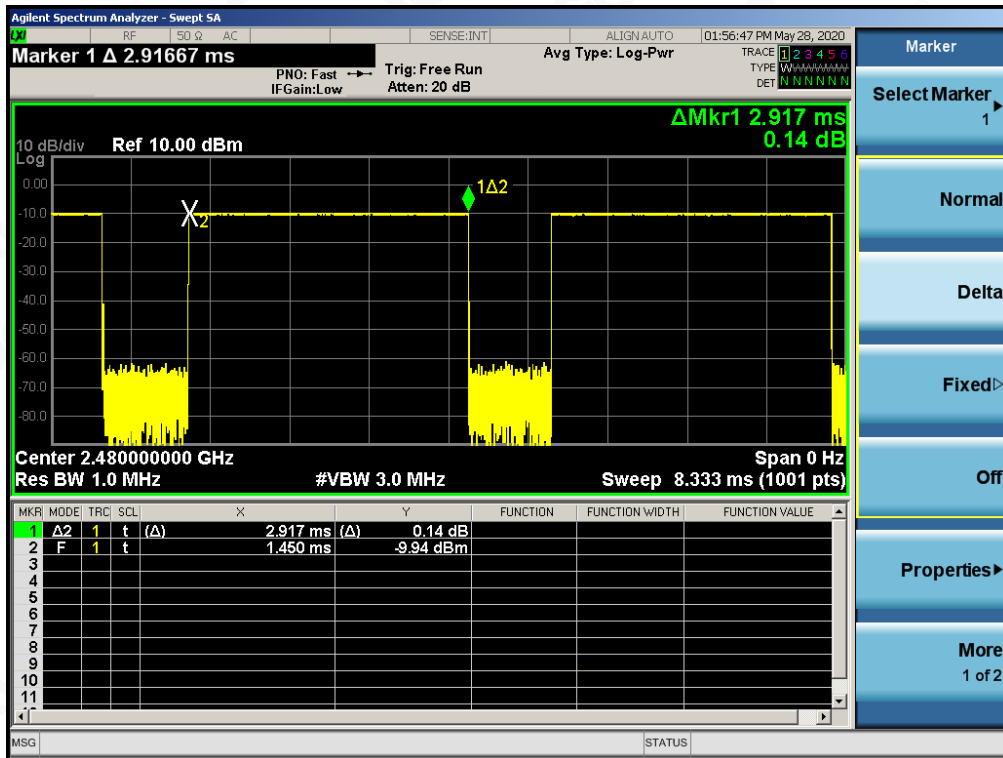 Agilent Spectrum Analyzer - Swept SA
LXI RF 50 Ω AC SENSE:INT ALIGN AUTO 01:56:47 PM May 28, 2020
Marker 1 Δ 2.91667 ms
PNO: Fast Trig: Free Run Avg Type: Log-Pwr TRACE 1 2 3 4 5 6
TYPE W W W W W W
IFGain:Low Atten: 20 dB DET N N N N N N
ΔMkr1 2.917 ms
0.14 dB
10 dB/div Ref 10.00 dBm
Log
0.00
1Δ2
-10.0
2
-20.0
-30.0
-40.0
-50.0
-60.0
-70.0
-80.0
Center 2.480000000 GHz Span 0 Hz
Res BW 1.0 MHz #VBW 3.0 MHz Sweep 8.333 ms (1001 pts)
MKR MODE TRC SCL X Y FUNCTION FUNCTION WIDTH FUNCTION VALUE
1 Δ2 1 t (Δ) 2.917 ms (Δ) 0.14 dB
2 F 1 t 1.450 ms -9.94 dBm
3
4
5
6
7
8
9
10
11
MSG STATUS
Marker
Select Marker
1
Normal
Delta
Fixed
Off
Properties
More
1 of 2